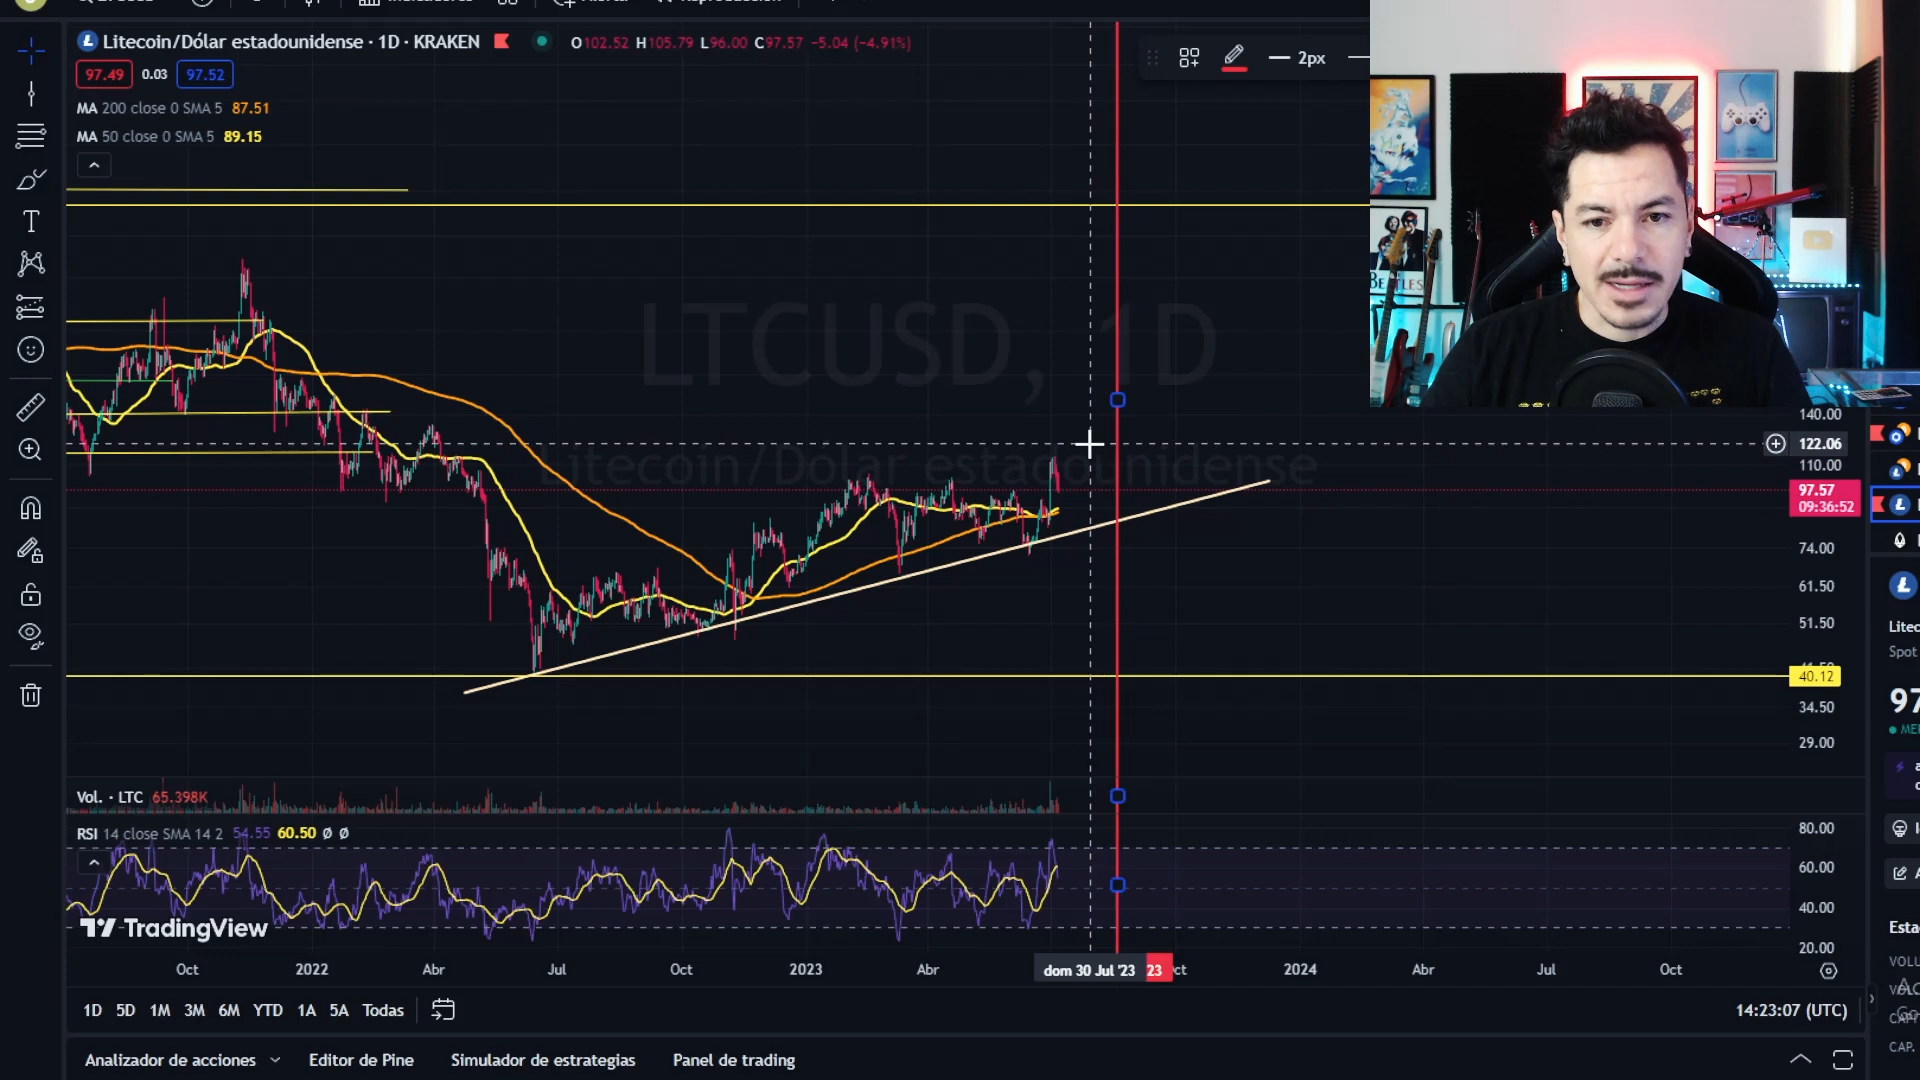 Litecoin/Dólar estadounidense · 1D · KRAKEN
O102.52 H105.79 L96.00 C97.57 -5.04 (-4.91%)
97.49 0.03 97.52
2px
MA 200 close 0 SMA 5 87.51
MA 50 close 0 SMA 5 89.15
LTCUSD, 1D
Litecoin/Dólar estadounidense
BEATLES
140.00
122.06
110.00
97.57
09:36:52
74.00
61.50
51.50
40.12
34.50
29.00
Vol. · LTC 65.398K
RSI 14 close SMA 14 2 54.55 60.50 Ø Ø
80.00
60.00
40.00
20.00
TradingView
Oct 2022 Abr Jul Oct 2023 Abr dom 30 Jul '23 23 2024 Abr Jul Oct
1D 5D 1M 3M 6M YTD 1A 5A Todas
14:23:07 (UTC)
Analizador de acciones Editor de Pine Simulador de estrategias Panel de trading
Spot
97
CAP.